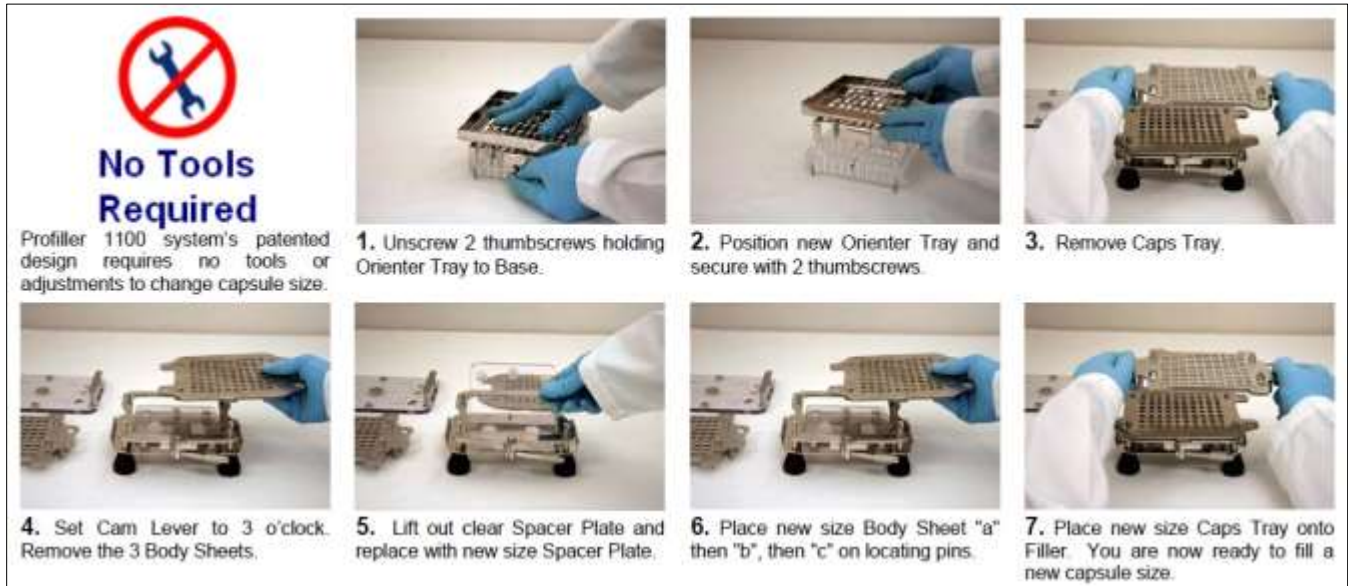 No Tools
Required
Profiller 1100 system's patented
design requires no tools or
adjustments to change capsule size.
1. Unscrew 2 thumbscrews holding
Orienter Tray to Base.
2. Position new Orienter Tray and
secure with 2 thumbscrews.
3. Remove Caps Tray.
4. Set Cam Lever to 3 o'clock.
Remove the 3 Body Sheets.
5. Lift out clear Spacer Plate and
replace with new size Spacer Plate.
6. Place new size Body Sheet "a"
then "b", then "c" on locating pins.
7. Place new size Caps Tray onto
Filler. You are now ready to fill a
new capsule size.